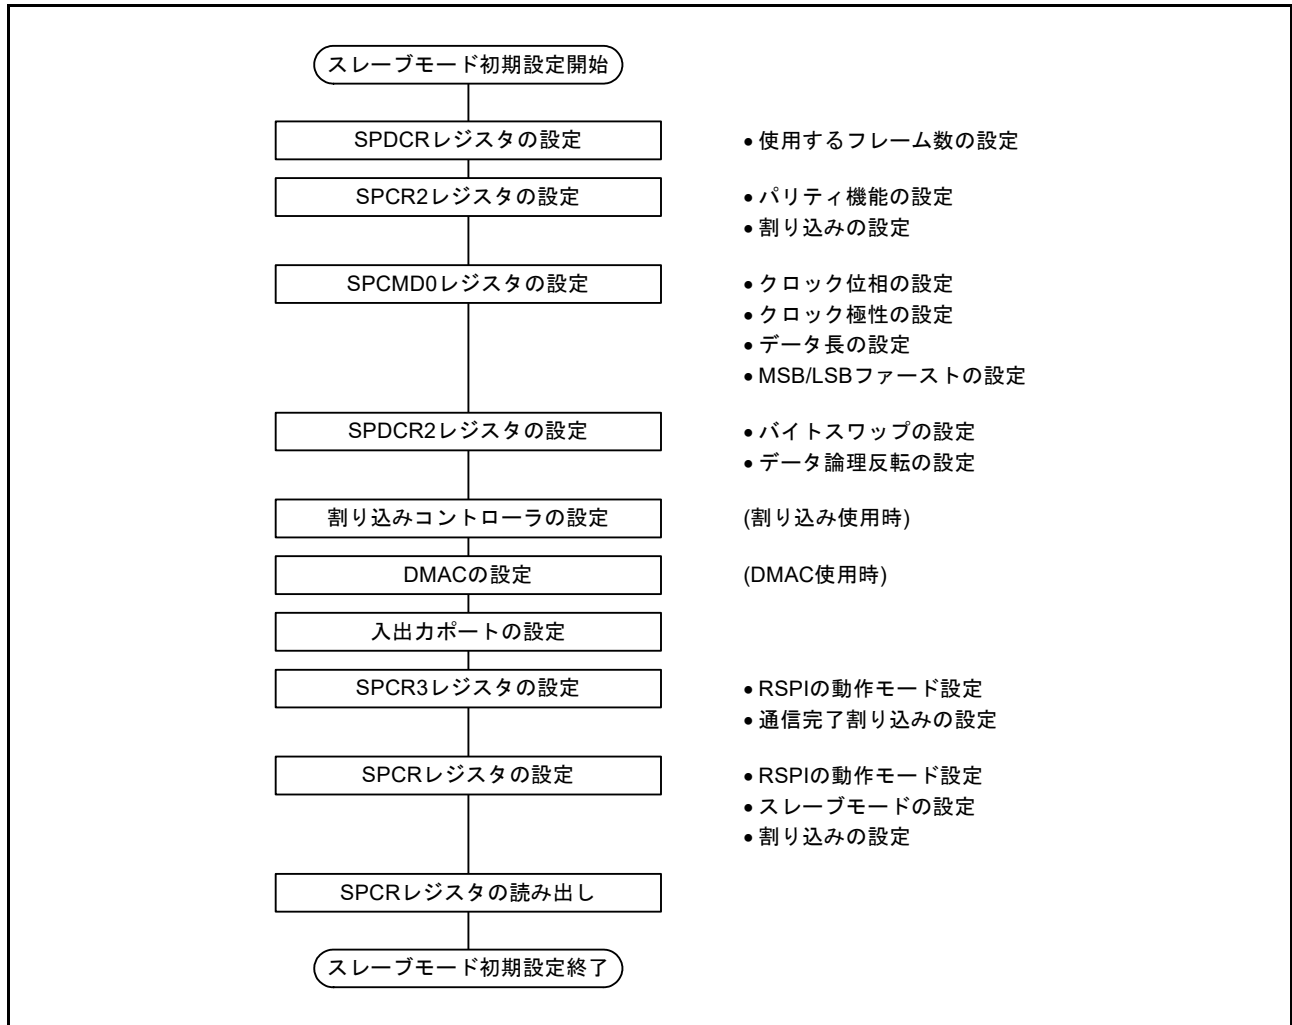 スレーブモード初期設定開始
SPDCRレジスタの設定
• 使用するフレーム数の設定
SPCR2レジスタの設定
• パリティ機能の設定
• 割り込みの設定
SPCMD0レジスタの設定
• クロック位相の設定
• クロック極性の設定
• データ長の設定
• MSB/LSBファーストの設定
SPDCR2レジスタの設定
• バイトスワップの設定
• データ論理反転の設定
割り込みコントローラの設定
(割り込み使用時)
DMACの設定
(DMAC使用時)
入出力ポートの設定
SPCR3レジスタの設定
• RSPIの動作モード設定
• 通信完了割り込みの設定
SPCRレジスタの設定
• RSPIの動作モード設定
• スレーブモードの設定
• 割り込みの設定
SPCRレジスタの読み出し
スレーブモード初期設定終了